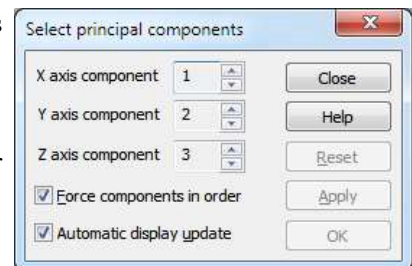 s
Select principal components
X axis component 1
Close
Y axis component 2
Help
Z axis component 3
Reset
Force components in order
Apply
Automatic display update
OK